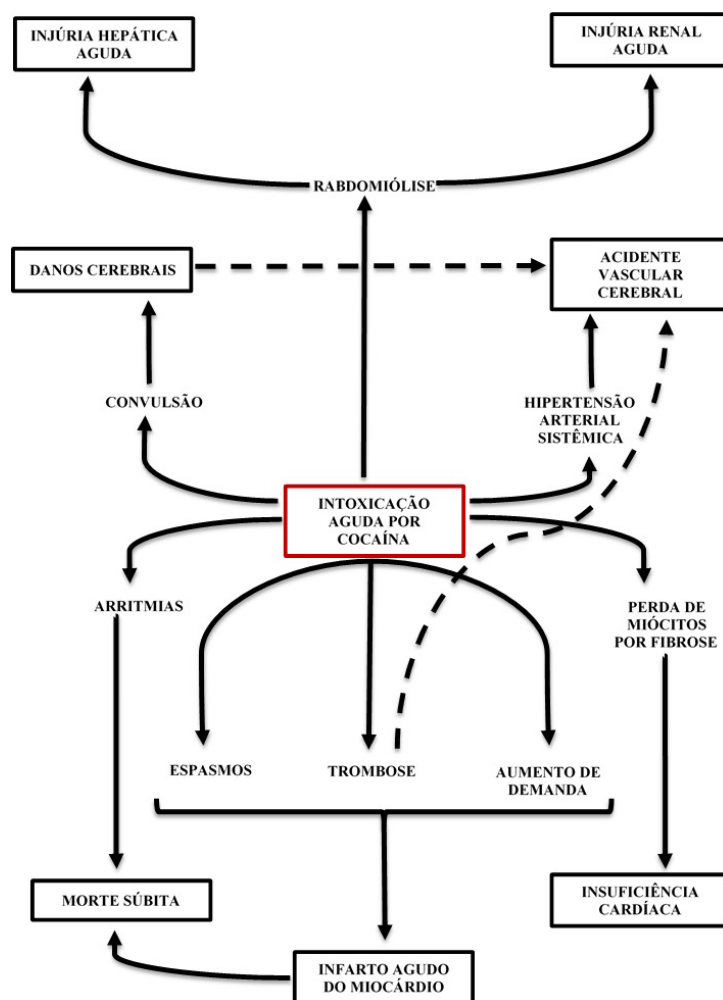 INJÚRIA HEPÁTICA
AGUDA
INJÚRIA RENAL
AGUDA
RABDOMIÓLISE
DANOS CEREBRAIS
ACIDENTE
VASCULAR
CEREBRAL
CONVULSÃO
HIPERTENSÃO
ARTERIAL
SISTÊMICA
INTOXICAÇÃO
AGUDA POR
COCAÍNA
ARRITMIAS
PERDA DE
MIÓCITOS
POR FIBROSE
ESPASMOS
TROMBOSE
AUMENTO DE
DEMANDA
MORTE SÚBITA
INSUFICIÊNCIA
CARDÍACA
INFARTO AGUDO
DO MIOCÁRDIO